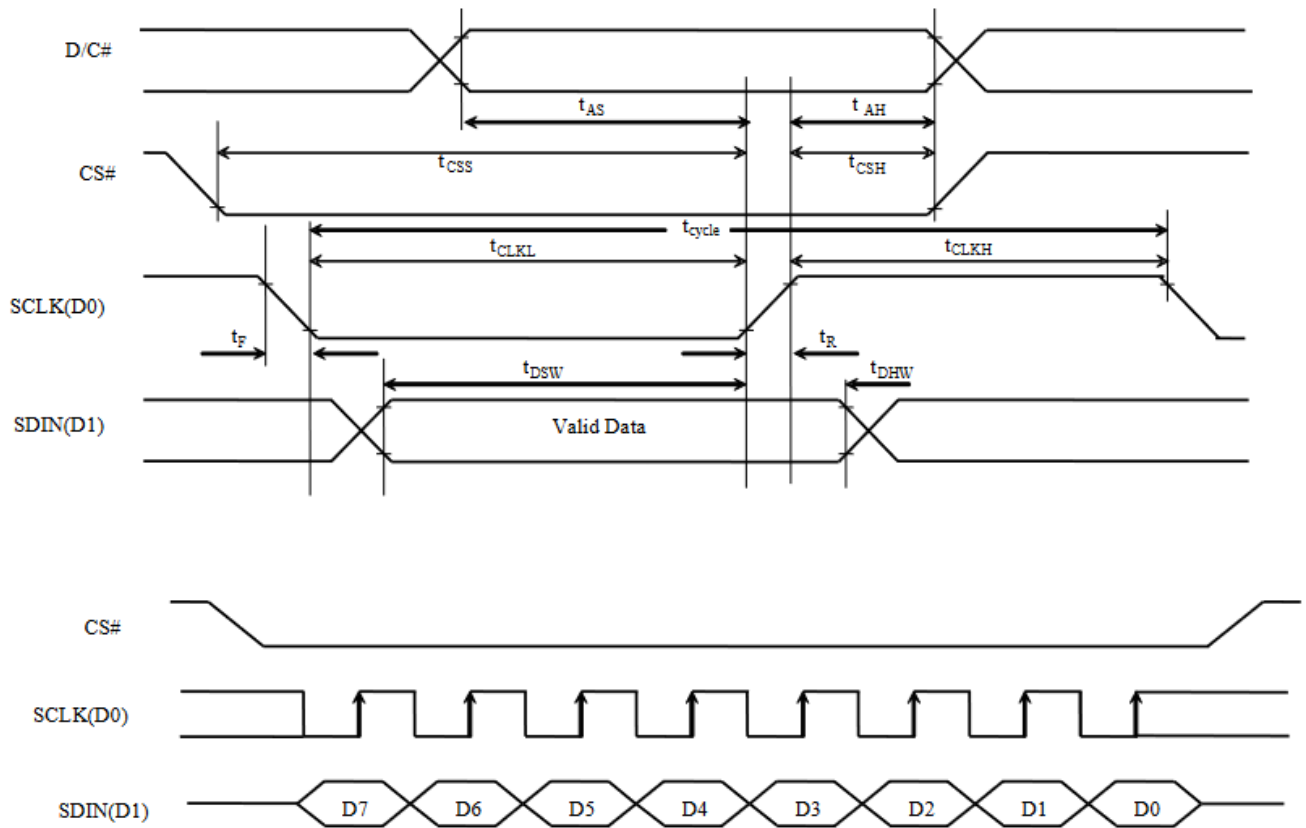 D/C#
tAS
t AH
CS#
tCSS
tCSH
tcycle
tCLKL
tCLKH
SCLK(D0)
tF
tR
tDSW
tDHW
SDIN(D1)
Valid Data
CS#
SCLK(D0)
SDIN(D1)
D7 D6 D5 D4 D3 D2 D1 D0